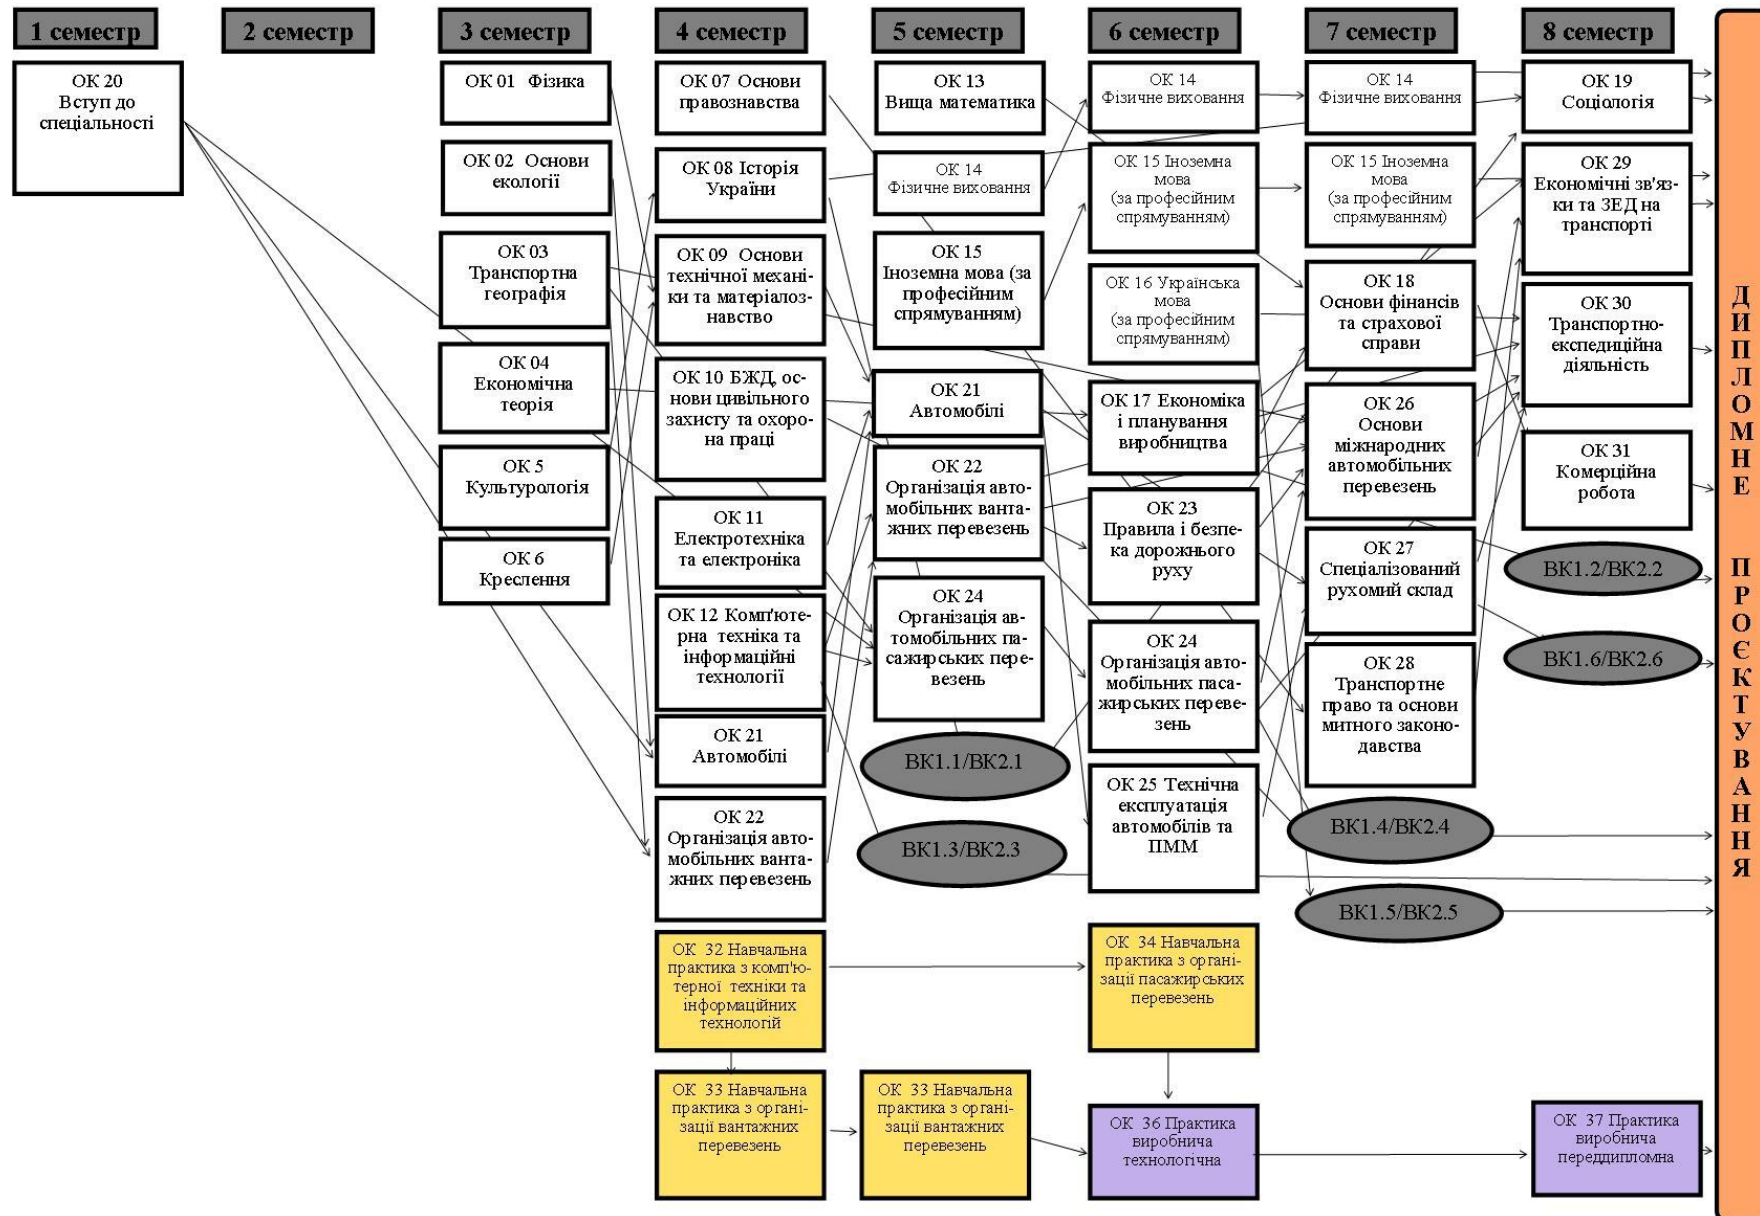 1 семестр
2 семестр
3 семестр
4 семестр
5 семестр
6 семестр
7 семестр
8 семестр
ОК 20
Вступ до
спеціальності
ОК 01 Фізика
ОК 02 Основи
екології
ОК 03
Транспортна
географія
ОК 04
Економічна
теорія
ОК 5
Культурологія
ОК 6
Креслення
ОК 07 Основи
правознавства
ОК 08 Історія
України
ОК 09 Основи
технічної механі-
ки та матеріалоз-
навство
ОК 10 БЖД, ос-
нови цивільного
захисту та охоро-
на праці
ОК 11
Електротехніка
та електроніка
ОК 12 Комп'юте-
рна техніка та
інформаційні
технології
ОК 21
Автомобілі
ОК 22
Організація авто-
мобільних ванта-
жних перевезень
ОК 32 Навчальна
практика з комп'ю-
терної техніки та
інформаційних
технологій
ОК 33 Навчальна
практика з органі-
зації вантажних
перевезень
ОК 13
Вища математика
ОК 14
Фізичне виховання
ОК 15
Іноземна мова (за
професійним
спрямуванням)
ОК 21
Автомобілі
ОК 22
Організація авто-
мобільних ван-
тажних перевезень
ОК 24
Організація ав-
томобільних па-
сажирських пере-
везень
ВК1.1/ВК2.1
ВК1.3/ВК2.3
ОК 33 Навчальна
практика з органі-
зації вантажних
перевезень
ОК 14
Фізичне виховання
ОК 15 Іноземна
мова
(за професійним
спрямуванням)
ОК 16 Українська
мова
(за професійним
спрямуванням)
ОК 17 Економіка
і планування
виробництва
ОК 23
Правила і безпе-
ка дорожнього
руху
ОК 24
Організація авто-
мобільних паса-
жирських переве-
зень
ОК 25 Технічна
експлуатація
автомобілів та
ПММ
ОК 34 Навчальна
практика з органі-
зації пасажирських
перевезень
ОК 36 Практика
виробнича
технологічна
ОК 14
Фізичне виховання
ОК 15 Іноземна
мова
(за професійним
спрямуванням)
ОК 18
Основи фінансів
та страхової
справи
ОК 26
Основи
міжнародних
автомобільних
перевезень
ОК 27
Спеціалізований
рухомий склад
ОК 28
Транспортне
право та основи
митного законо-
давства
ВК1.4/ВК2.4
ВК1.5/ВК2.5
ОК 19
Соціологія
ОК 29
Економічні зв'яз-
ки та ЗЕД на
транспорті
ОК 30
Транспортно-
експедиційна
діяльність
ОК 31
Комерційна
робота
ВК1.2/ВК2.2
ВК1.6/ВК2.6
ОК 37 Практика
виробнича
переддипломна
ДИПЛОМНЕ ПРОЄКТУВАННЯ